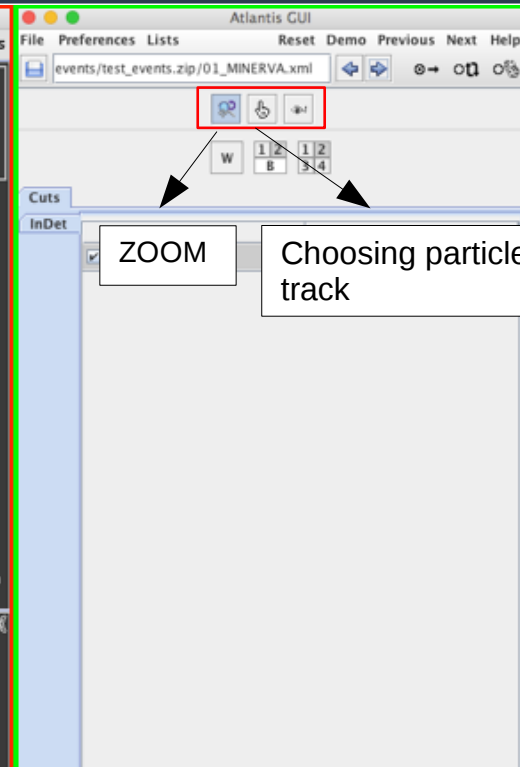 Atlantis GUI
File Preferences Lists Reset Demo Previous Next Help
events/test_events.zip/01_MINERVA.xml
W 1 2 1 2
B 3 4
Cuts
InDet
ZOOM
Choosing particle
track